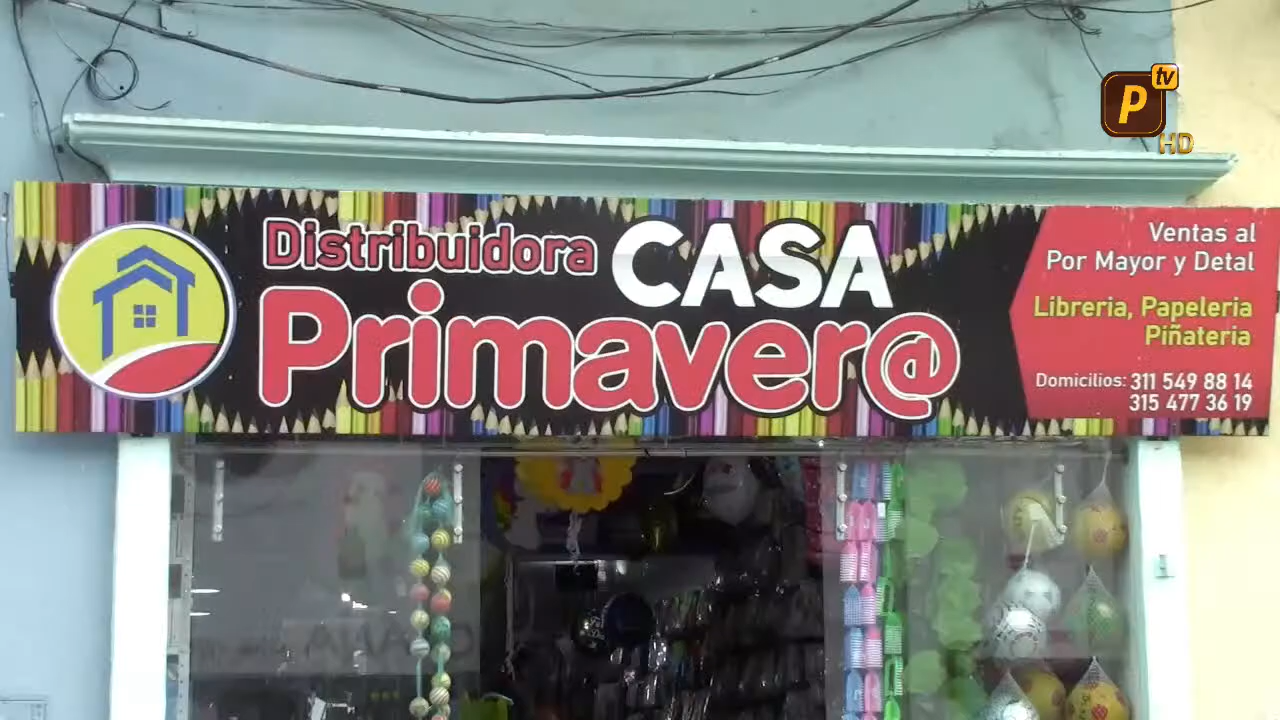 P tv
HD
Distribuidora CASA
Primaver@
Ventas al
Por Mayor y Detal
Libreria, Papeleria
Piñateria
Domicilios: 311 549 88 14
315 477 36 19